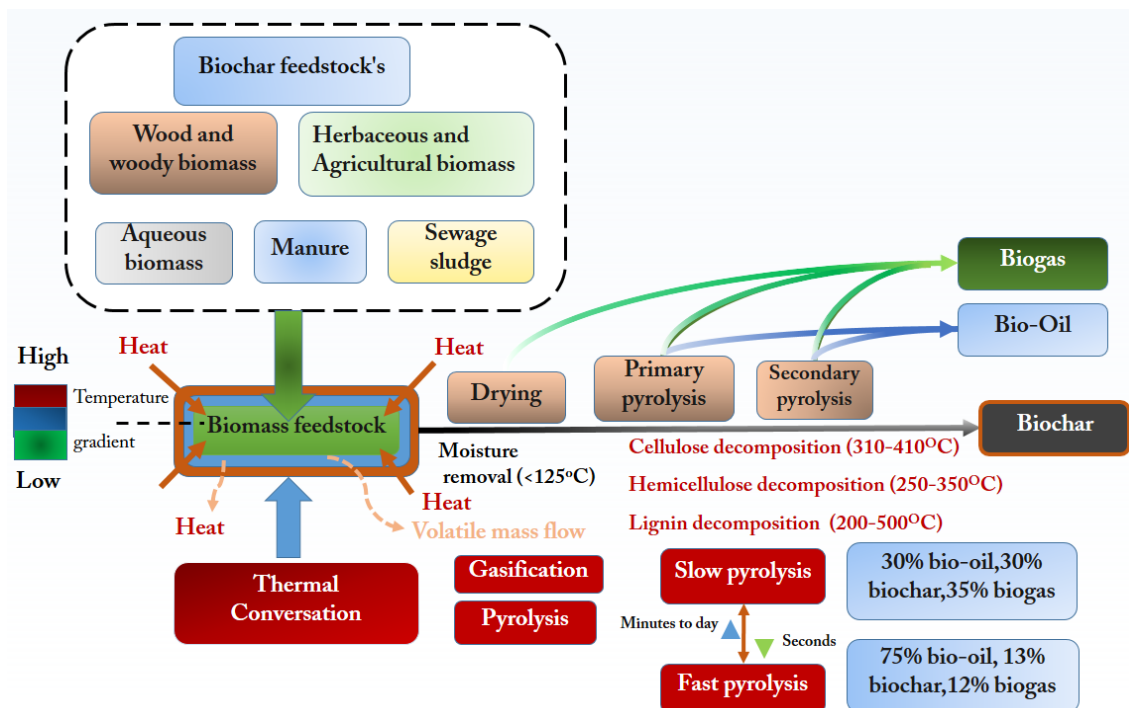 Biochar feedstock's
Wood and
woody biomass
Herbaceous and
Agricultural biomass
Aqueous
biomass
Manure
Sewage
sludge
Biogas
Bio-Oil
High
Temperature
gradient
Low
Heat
Heat
Biomass feedstock
Heat
Heat
Volatile mass flow
Drying
Primary
pyrolysis
Secondary
pyrolysis
Biochar
Moisture
removal (<125ºC)
Cellulose decomposition (310-410ᴼC)
Hemicellulose decomposition (250-350ᴼC)
Lignin decomposition (200-500ᴼC)
Thermal
Conversation
Gasification
Pyrolysis
Slow pyrolysis
Minutes to day
Seconds
Fast pyrolysis
30% bio-oil,30%
biochar,35% biogas
75% bio-oil, 13%
biochar,12% biogas